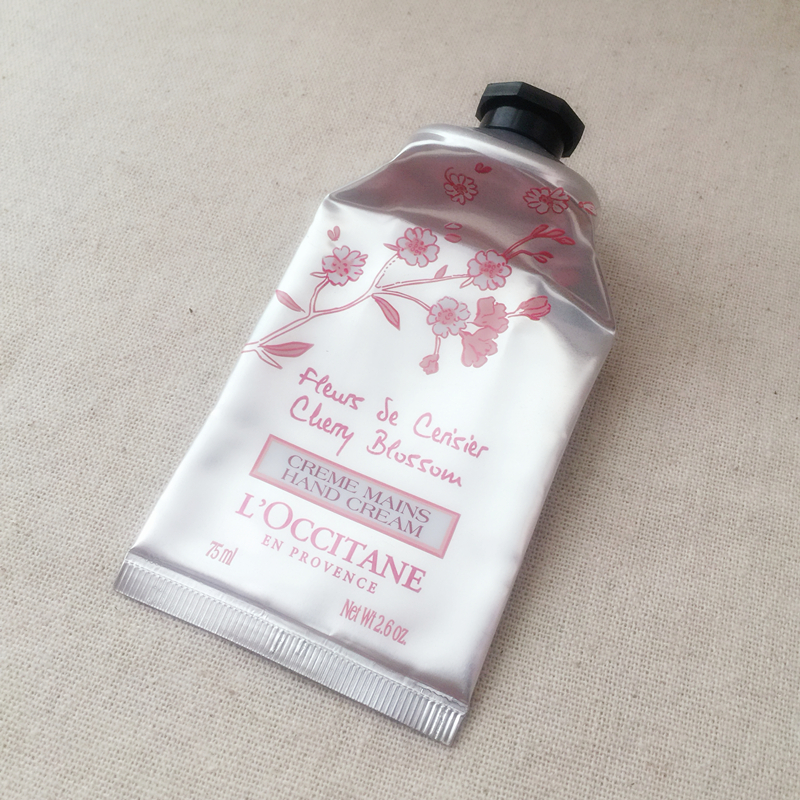 Fleurs de Cerisier
Cherry Blossom
CREME MAINS
HAND CREAM
L'OCCITANE
EN PROVENCE
75 ml
Net Wt 2.6 oz.